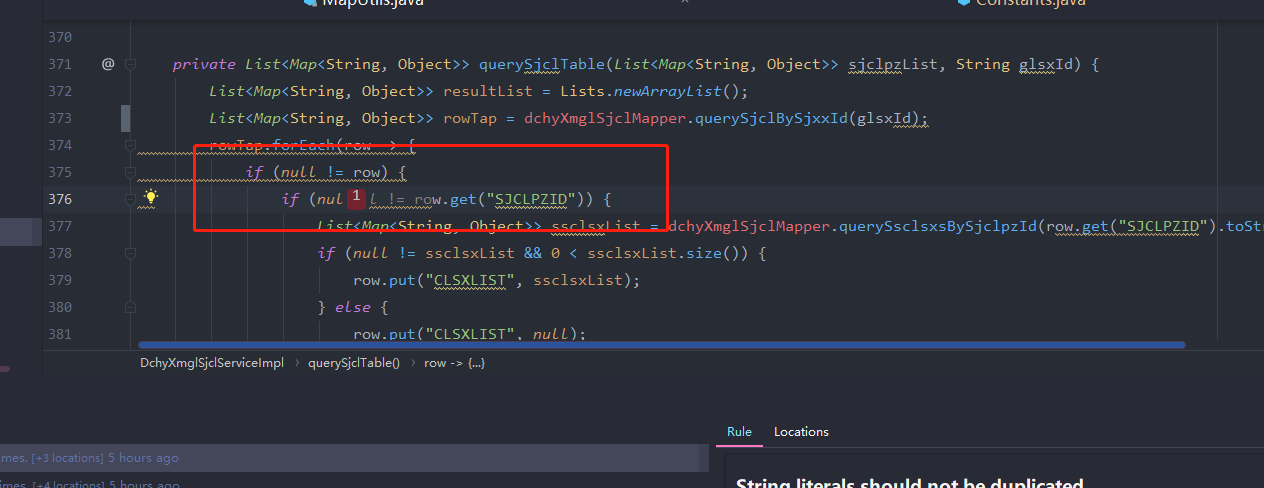 MapUtils.java
Constants.java
370
371 @ private List<Map<String, Object>> querySjclTable(List<Map<String, Object>> sjclpzList, String glsxId) {
372 List<Map<String, Object>> resultList = Lists.newArrayList();
373 List<Map<String, Object>> rowTap = dchyXmglSjclMapper.querySjclBySjxxId(glsxId);
374 rowTap.forEach(row -> {
375 if (null != row) {
376 if (nul 1 l != row.get("SJCLPZID")) {
377 List<Map<String, Object>> ssclsxList = dchyXmglSjclMapper.querySsclsxsBySjclpzId(row.get("SJCLPZID").toStr
378 if (null != ssclsxList && 0 < ssclsxList.size()) {
379 row.put("CLSXLIST", ssclsxList);
380 } else {
381 row.put("CLSXLIST", null);
DchyXmglSjclServiceImpl > querySjclTable() > row -> {...}
Rule Locations
imes. [+3 locations] 5 hours ago
imes. [+4 locations] 5 hours ago
String literals should not be duplicated